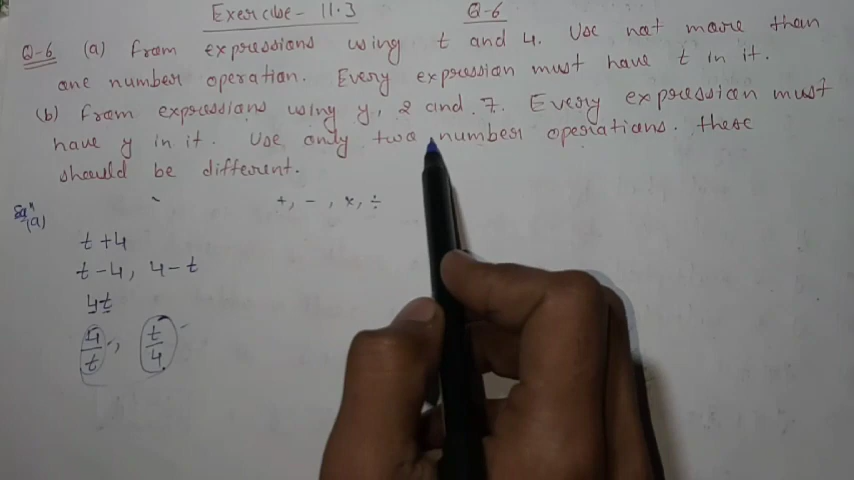 Exercise - 11.3 Q-6
Q-6 (a) From expressions using t and 4. Use not more than
one number operation. Every expression must have t in it.
(b) From expressions using y, 2 and 7. Every expression must
have y in it. Use only two number operations. these
should be different.
+, -, ×, ÷
Solⁿ
(a)
t + 4
t - 4, 4 - t
4t
4/t, t/4